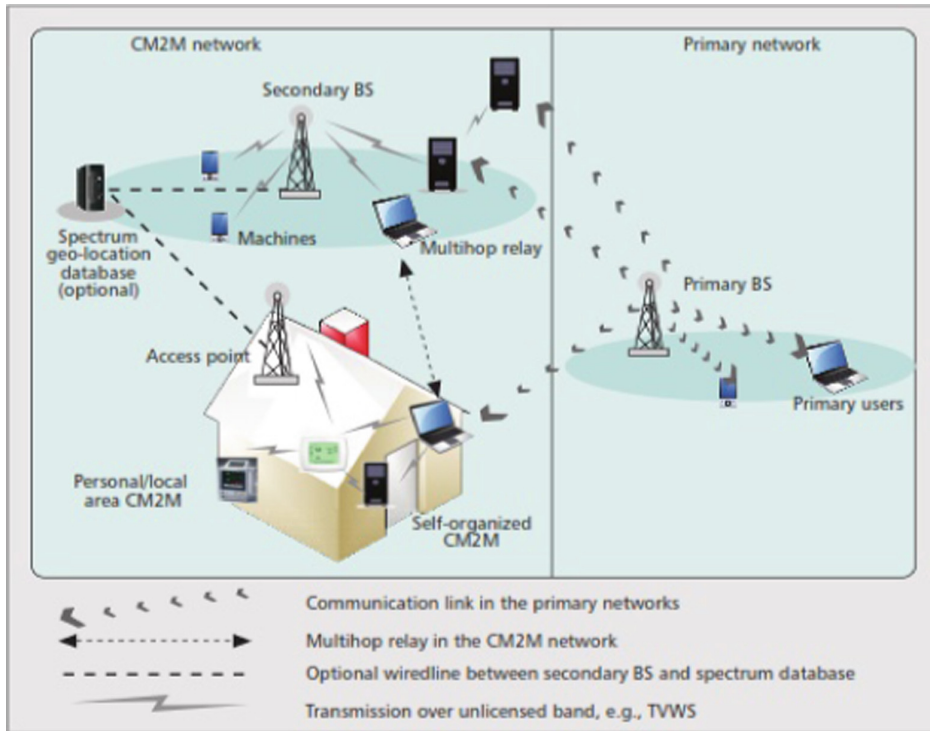 CM2M network
Primary network
Secondary BS
Spectrum
geo-location
database
(optional)
Machines
Multihop relay
Primary BS
Access point
Primary users
Personal/local
area CM2M
Self-organized
CM2M
Communication link in the primary networks
Multihop relay in the CM2M network
Optional wiredline between secondary BS and spectrum database
Transmission over unlicensed band, e.g., TVWS